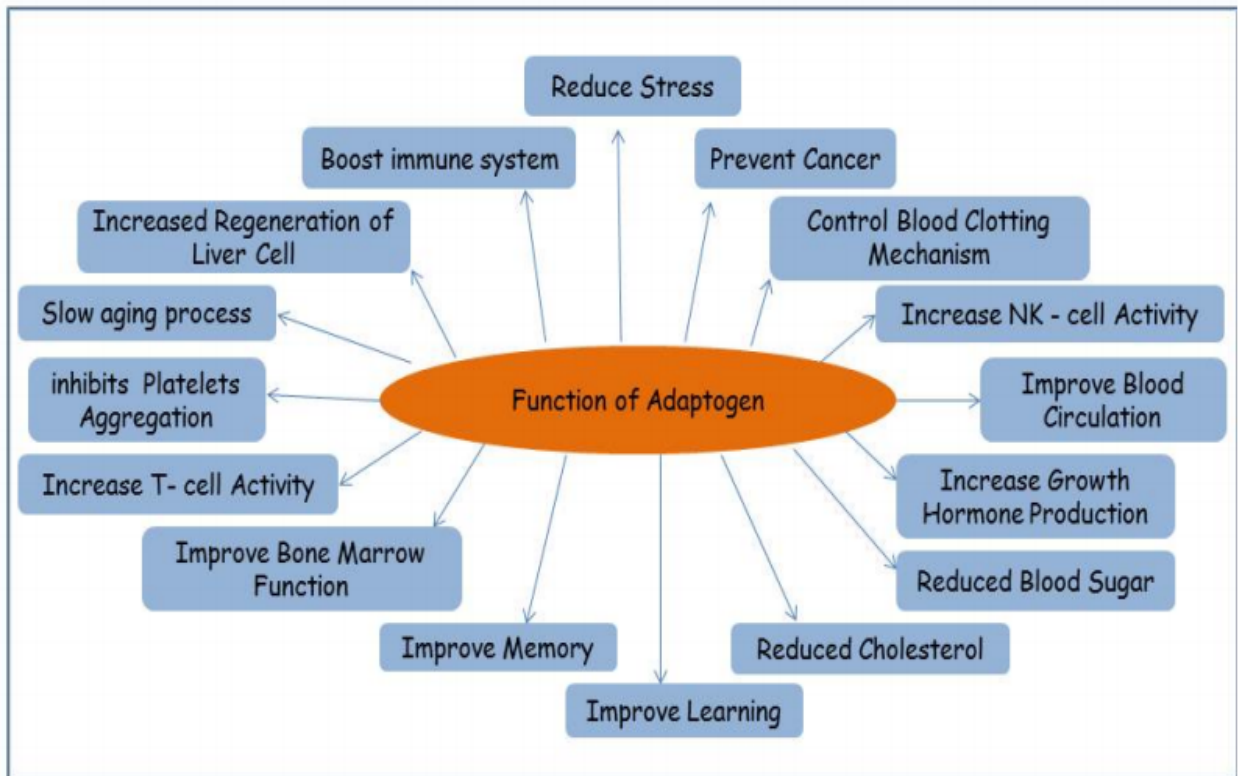 Reduce Stress
Boost immune system
Prevent Cancer
Increased Regeneration of
Liver Cell
Control Blood Clotting
Mechanism
Slow aging process
Increase NK - cell Activity
inhibits Platelets
Aggregation
Function of Adaptogen
Improve Blood
Circulation
Increase T- cell Activity
Increase Growth
Hormone Production
Improve Bone Marrow
Function
Reduced Blood Sugar
Improve Memory
Reduced Cholesterol
Improve Learning